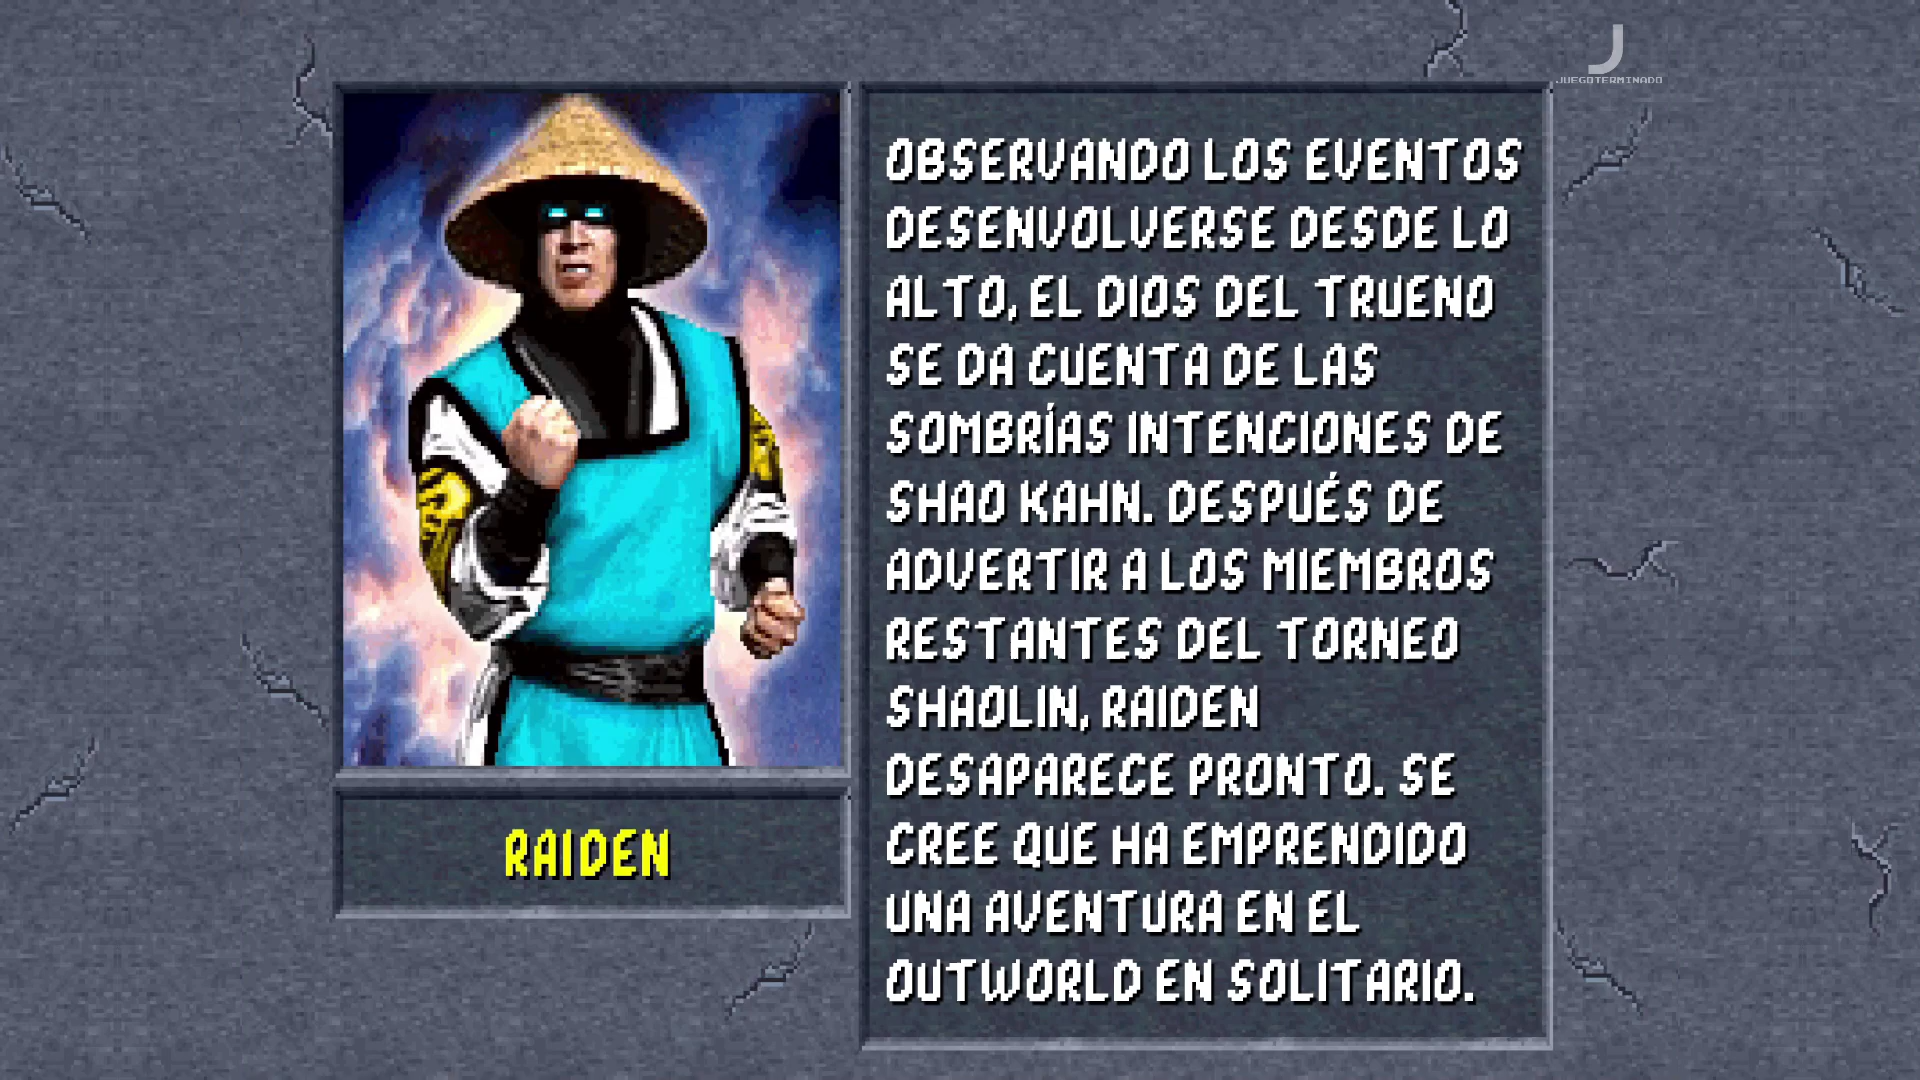 JUEGOTERMINADO
OBSERVANDO LOS EVENTOS
DESENVOLVERSE DESDE LO
ALTO, EL DIOS DEL TRUENO
SE DA CUENTA DE LAS
SOMBRÍAS INTENCIONES DE
SHAO KAHN. DESPUÉS DE
ADVERTIR A LOS MIEMBROS
RESTANTES DEL TORNEO
SHAOLIN, RAIDEN
DESAPARECE PRONTO. SE
CREE QUE HA EMPRENDIDO
UNA AVENTURA EN EL
OUTWORLD EN SOLITARIO.
RAIDEN